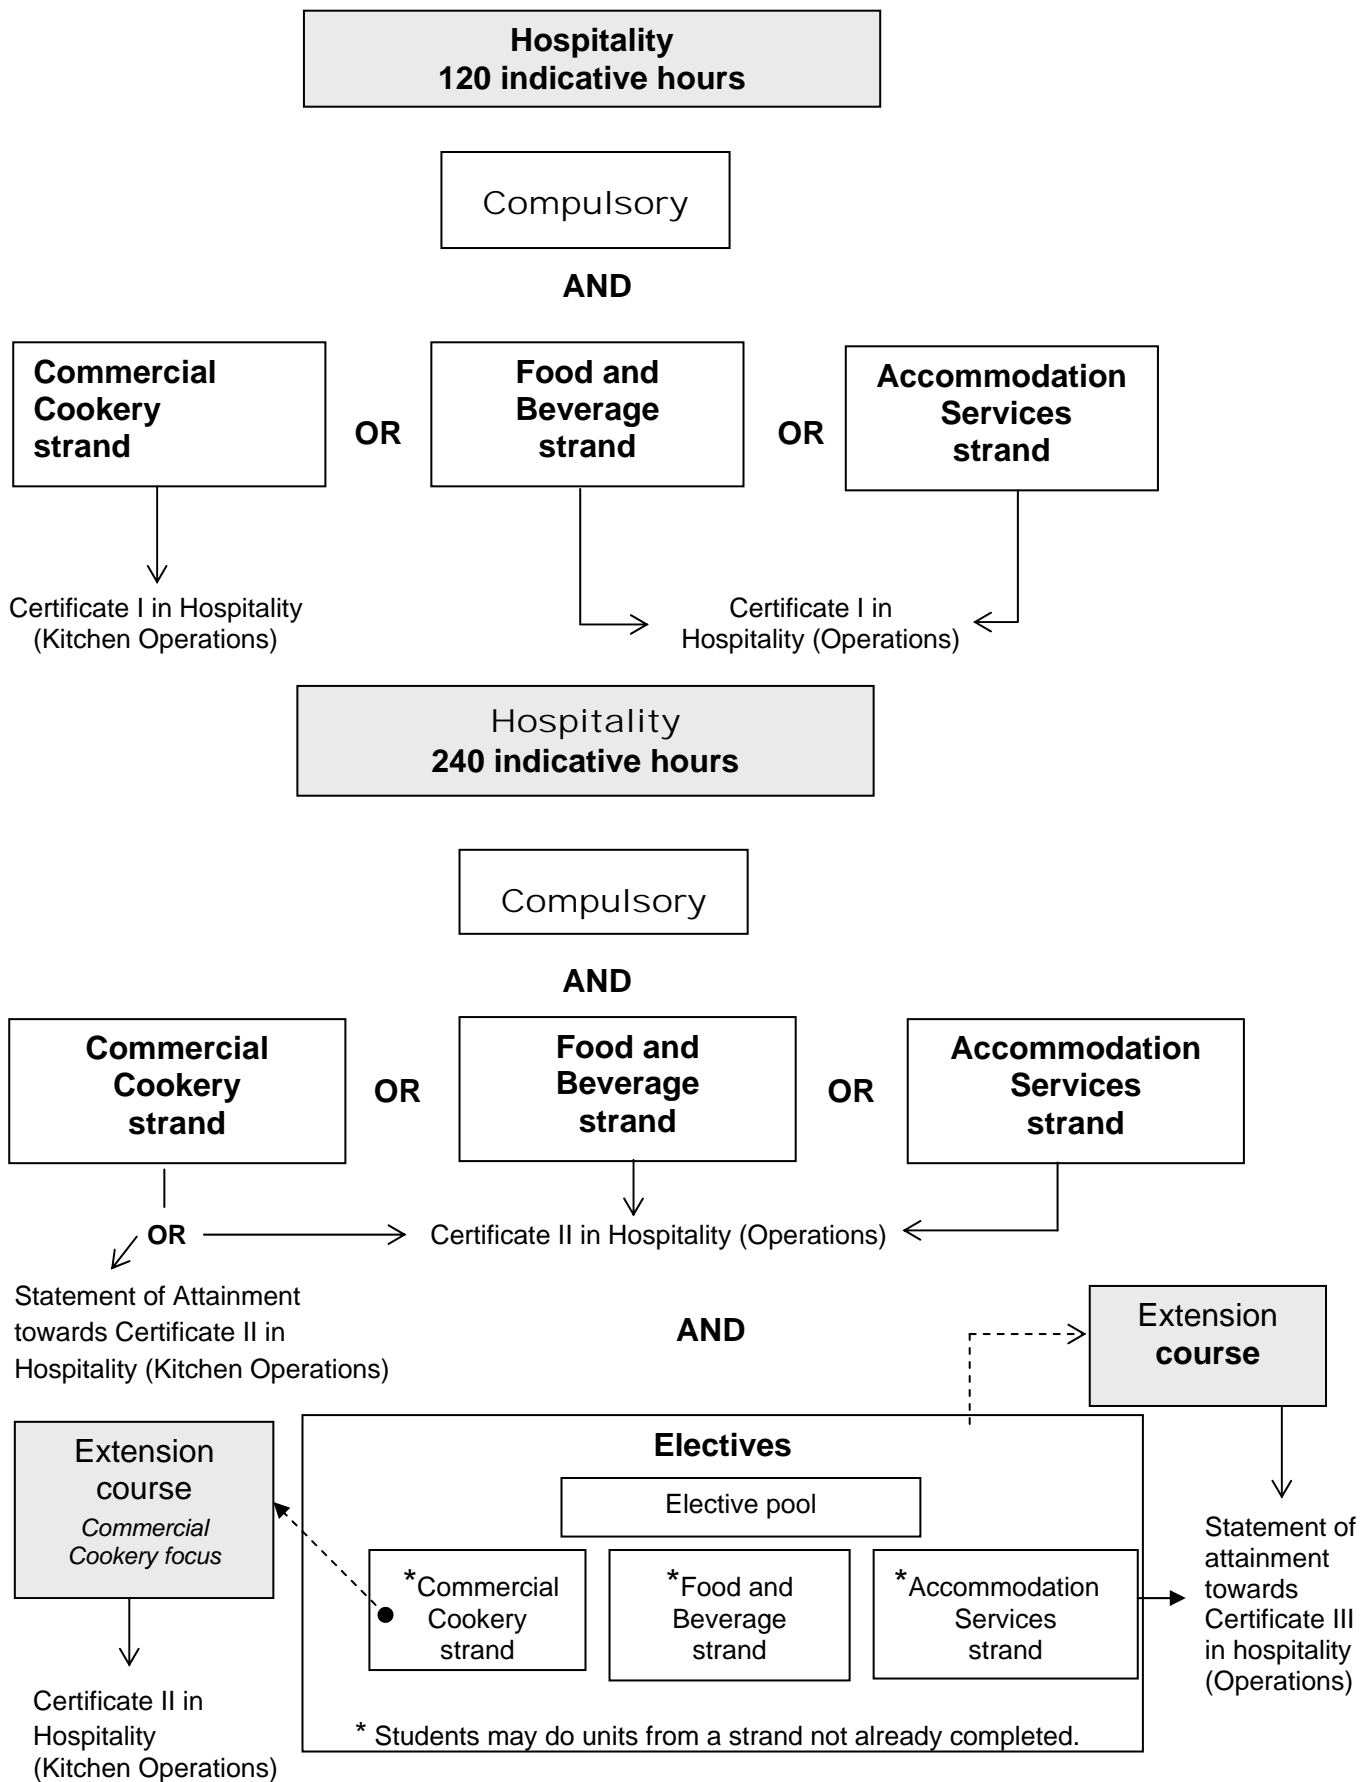 Hospitality
120 indicative hours
Compulsory
AND
Commercial
Cookery
strand
OR
Food and
Beverage
strand
OR
Accommodation
Services
strand
Certificate I in Hospitality
(Kitchen Operations)
Certificate I in
Hospitality (Operations)
Hospitality
240 indicative hours
Compulsory
AND
Commercial
Cookery
strand
OR
Food and
Beverage
strand
OR
Accommodation
Services
strand
OR
Certificate II in Hospitality (Operations)
Statement of Attainment
towards Certificate II in
Hospitality (Kitchen Operations)
AND
Extension
course
Extension
course
Commercial
Cookery focus
Certificate II in
Hospitality
(Kitchen Operations)
Electives
Elective pool
*Commercial
Cookery
strand
*Food and
Beverage
strand
*Accommodation
Services
strand
* Students may do units from a strand not already completed.
Statement of
attainment
towards
Certificate III
in hospitality
(Operations)